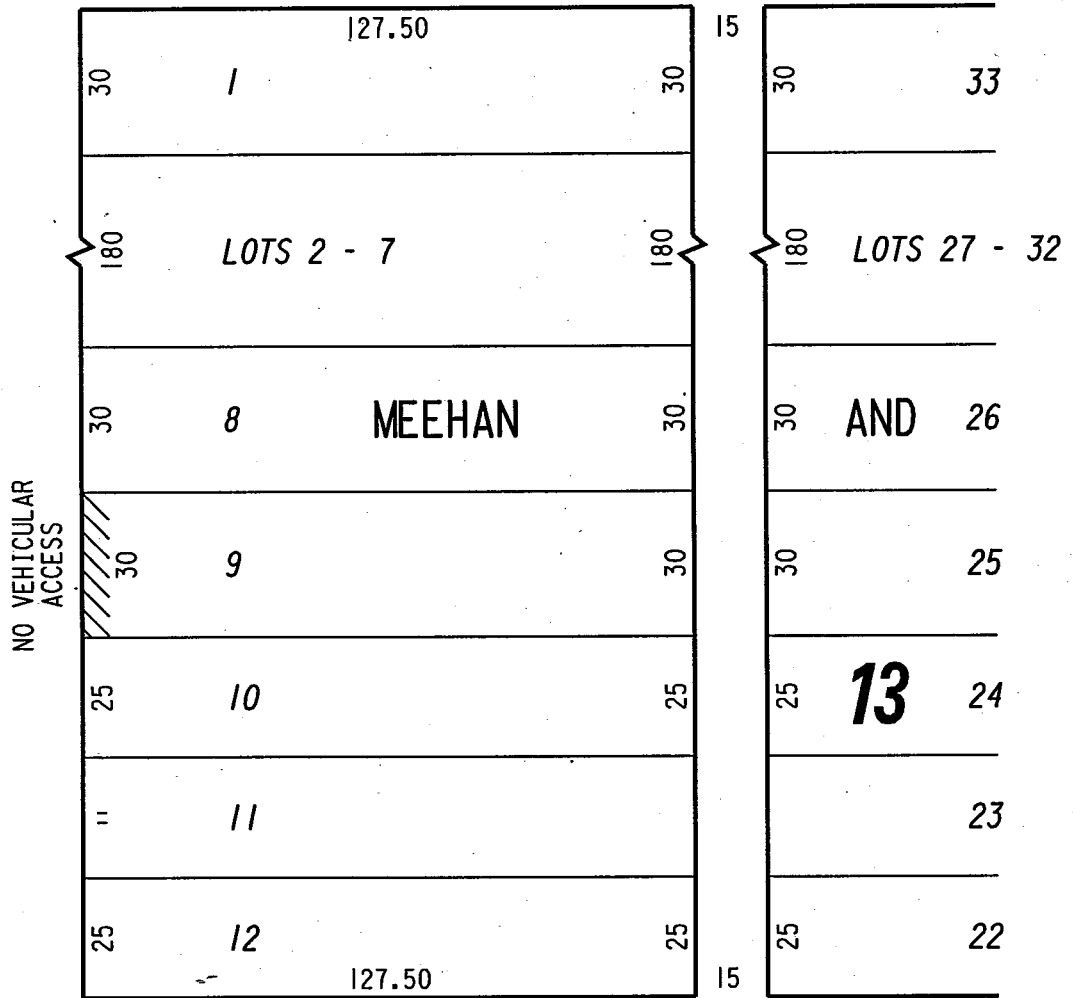 127.50 15
30 1 30 30 33
180 LOTS 2 - 7 180 180 LOTS 27 - 32
30 8 MEEHAN 30 30 AND 26
NO VEHICULAR
ACCESS
30 9 30 30 25
25 10 25 25 13 24
= 11 23
25 12 25 25 22
127.50 15